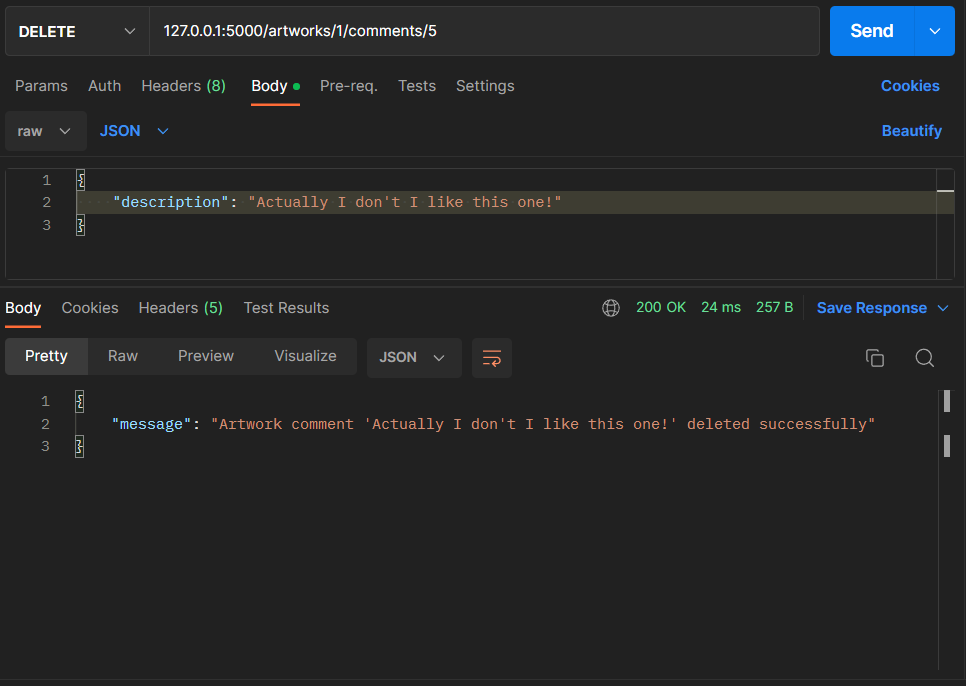 DELETE 127.0.0.1:5000/artworks/1/comments/5 Send
Params Auth Headers (8) Body Pre-req. Tests Settings Cookies
raw JSON Beautify
1 {
2 "description": "Actually I don't I like this one!"
3 }
Body Cookies Headers (5) Test Results 200 OK 24 ms 257 B Save Response
Pretty Raw Preview Visualize JSON
1 {
2 "message": "Artwork comment 'Actually I don't I like this one!' deleted successfully"
3 }